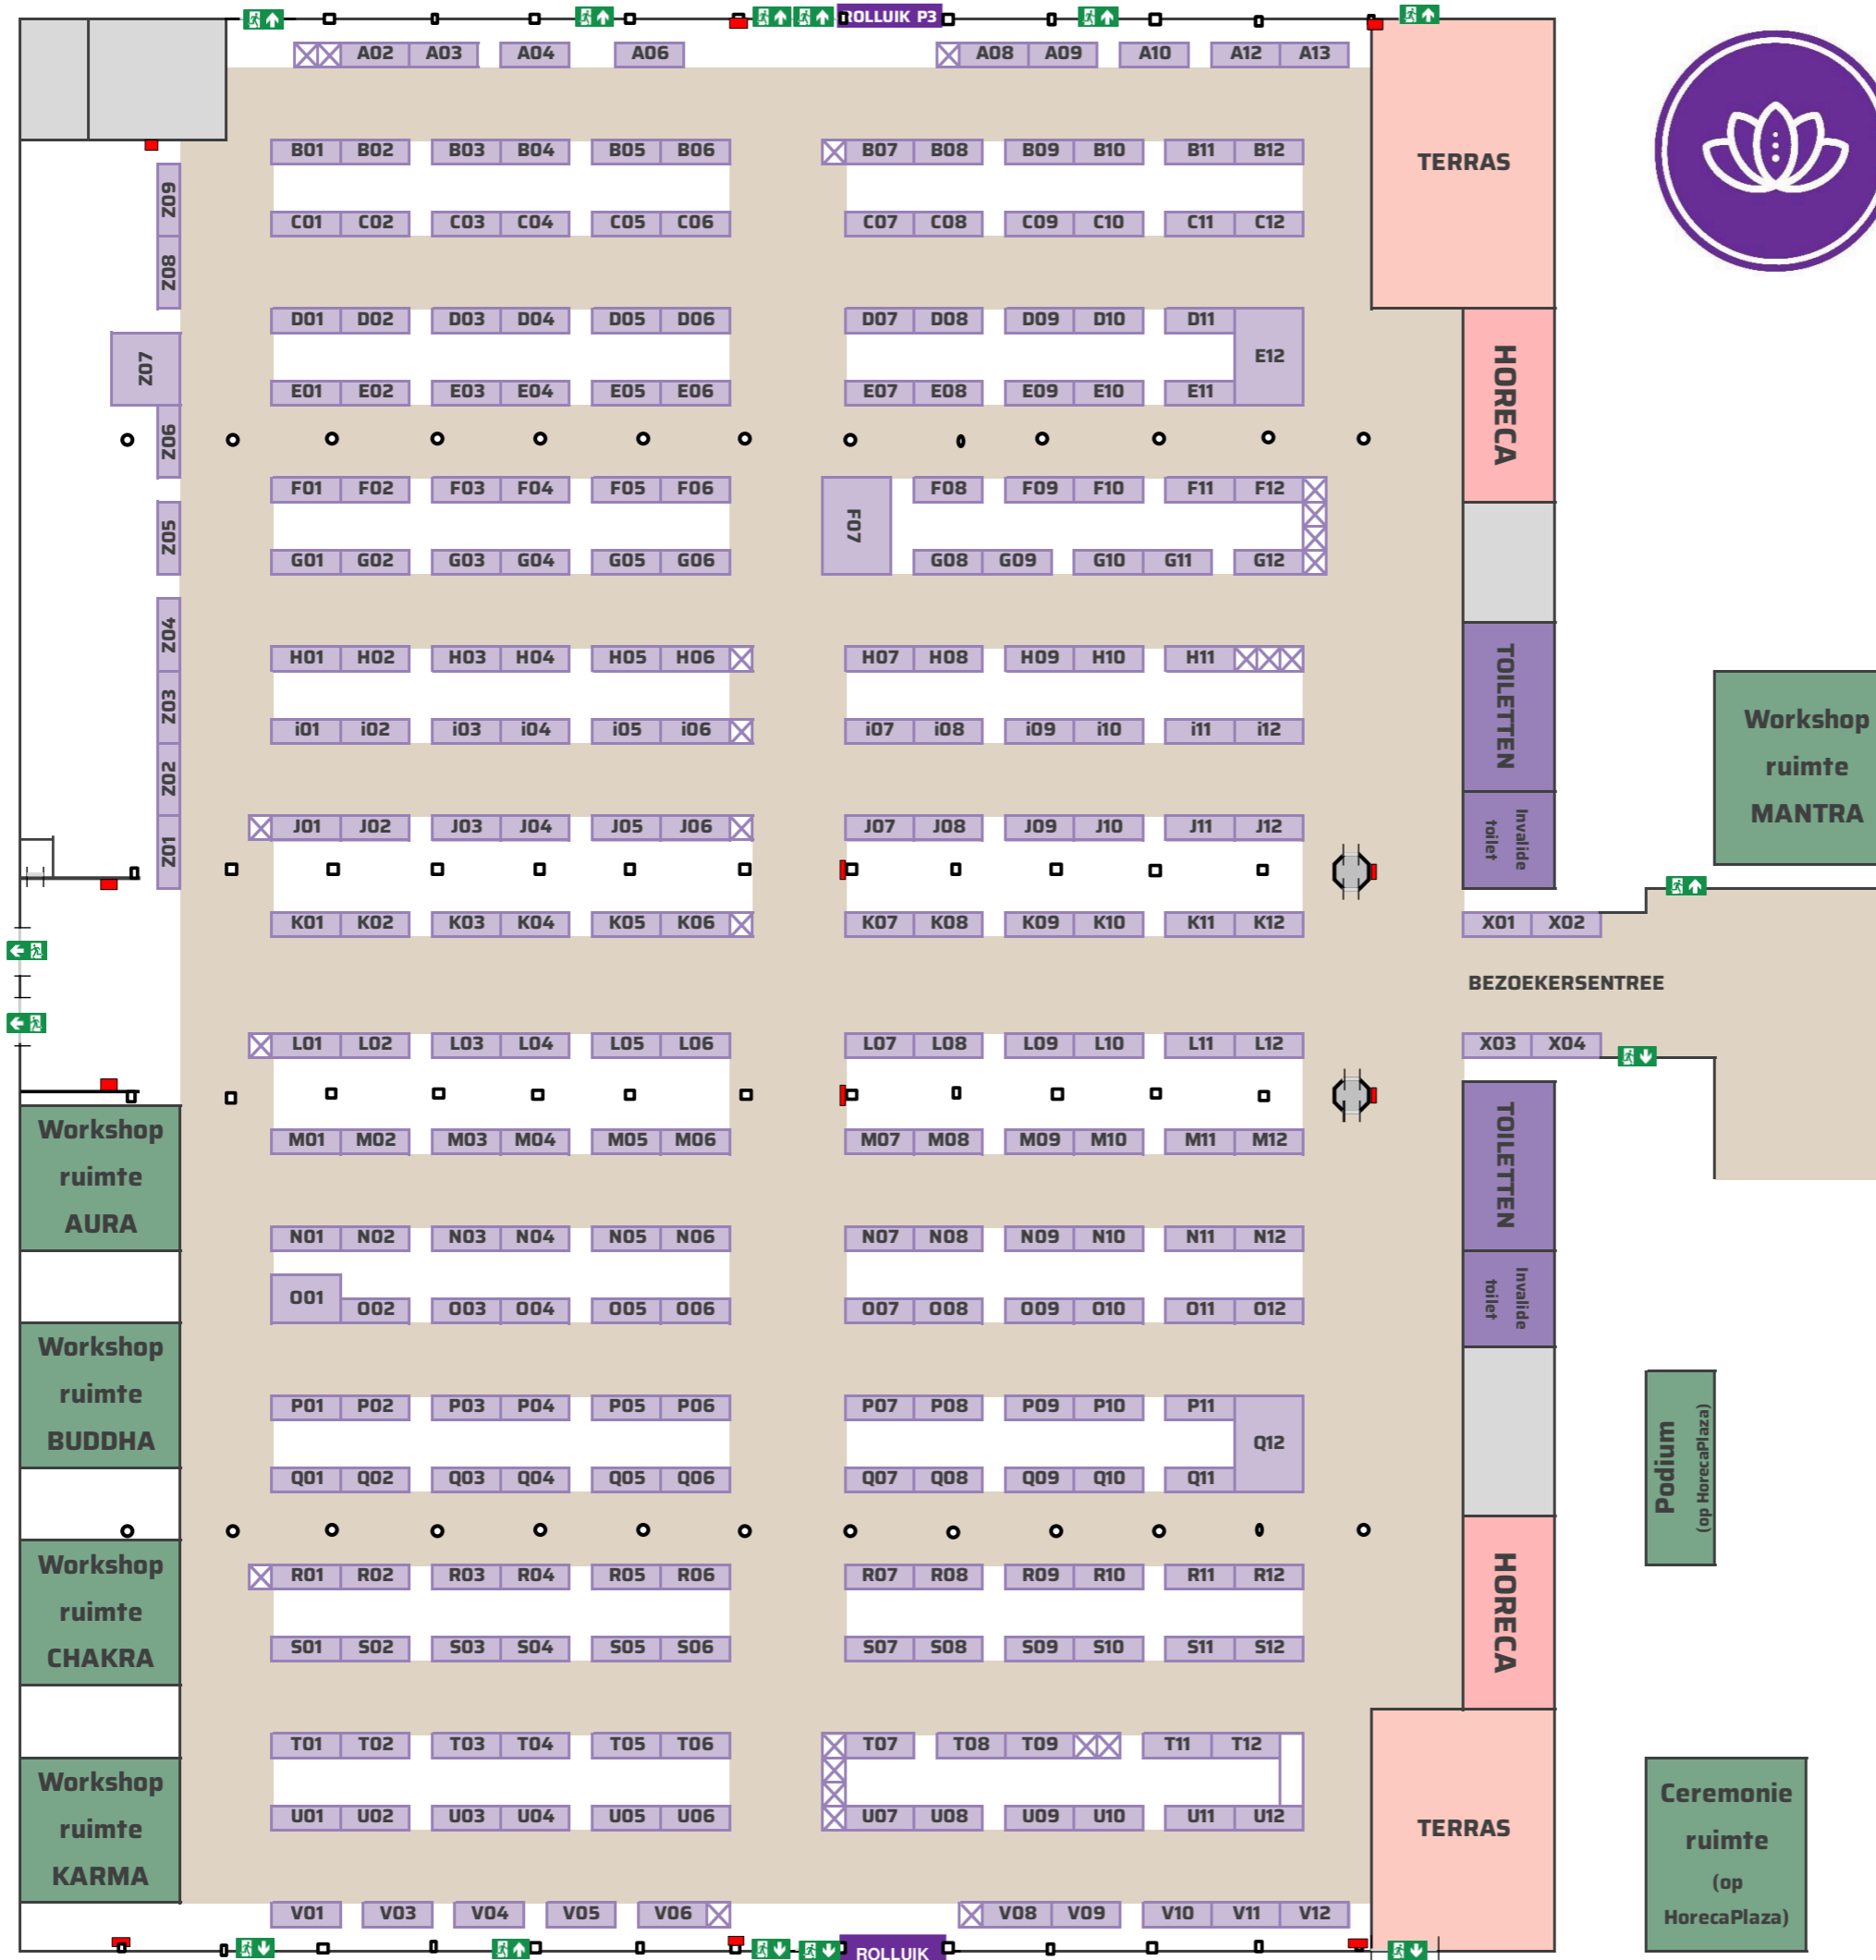 ROLLUIK P3
A02 A03 A04 A06 A08 A09 A10 A12 A13
B01 B02 B03 B04 B05 B06 B07 B08 B09 B10 B11 B12
TERRAS
Z09
C01 C02 C03 C04 C05 C06 C07 C08 C09 C10 C11 C12
Z08
D01 D02 D03 D04 D05 D06 D07 D08 D09 D10 D11
E12
Z07
HORECA
E01 E02 E03 E04 E05 E06 E07 E08 E09 E10 E11
Z06
F01 F02 F03 F04 F05 F06 F08 F09 F10 F11 F12
F07
Z05
G01 G02 G03 G04 G05 G06 G08 G09 G10 G11 G12
Z04
H01 H02 H03 H04 H05 H06 H07 H08 H09 H10 H11
TOILETTEN
Z03
i01 i02 i03 i04 i05 i06 i07 i08 i09 i10 i11 i12
Workshop
ruimte
MANTRA
Z02
J01 J02 J03 J04 J05 J06 J07 J08 J09 J10 J11 J12
Invalide
toilet
Z01
K01 K02 K03 K04 K05 K06 K07 K08 K09 K10 K11 K12
X01 X02
BEZOEKERSENTREE
L01 L02 L03 L04 L05 L06 L07 L08 L09 L10 L11 L12
X03 X04
Workshop
ruimte
AURA
M01 M02 M03 M04 M05 M06 M07 M08 M09 M10 M11 M12
TOILETTEN
N01 N02 N03 N04 N05 N06 N07 N08 N09 N10 N11 N12
O01
O02 O03 O04 O05 O06 O07 O08 O09 O10 O11 O12
Invalide
toilet
Workshop
ruimte
BUDDHA
P01 P02 P03 P04 P05 P06 P07 P08 P09 P10 P11
Q12
Q01 Q02 Q03 Q04 Q05 Q06 Q07 Q08 Q09 Q10 Q11
Podium
(op HorecaPlaza)
Workshop
ruimte
CHAKRA
R01 R02 R03 R04 R05 R06 R07 R08 R09 R10 R11 R12
HORECA
S01 S02 S03 S04 S05 S06 S07 S08 S09 S10 S11 S12
T01 T02 T03 T04 T05 T06 T07 T08 T09 T11 T12
Workshop
ruimte
KARMA
U01 U02 U03 U04 U05 U06 U07 U08 U09 U10 U11 U12
TERRAS
Ceremonie
ruimte
(op
HorecaPlaza)
V01 V03 V04 V05 V06 V08 V09 V10 V11 V12
ROLLUIK